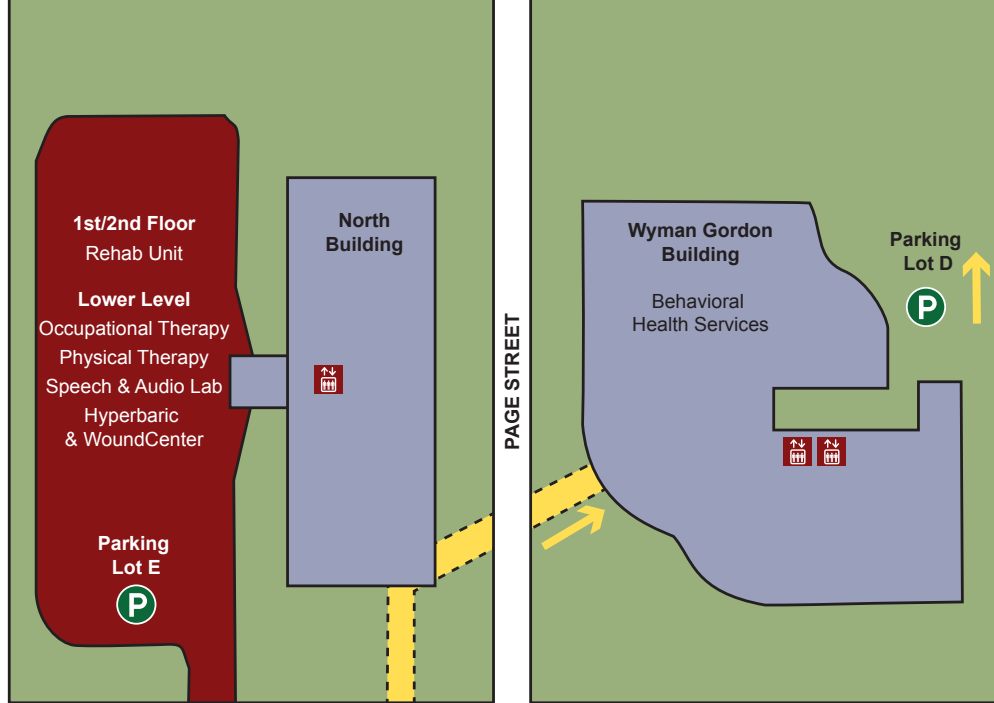 1st/2nd Floor
Rehab Unit
Lower Level
Occupational Therapy
Physical Therapy
Speech & Audio Lab
Hyperbaric
& WoundCenter
Parking
Lot E
P
North
Building
PAGE STREET
Wyman Gordon
Building
Behavioral
Health Services
Parking
Lot D
P